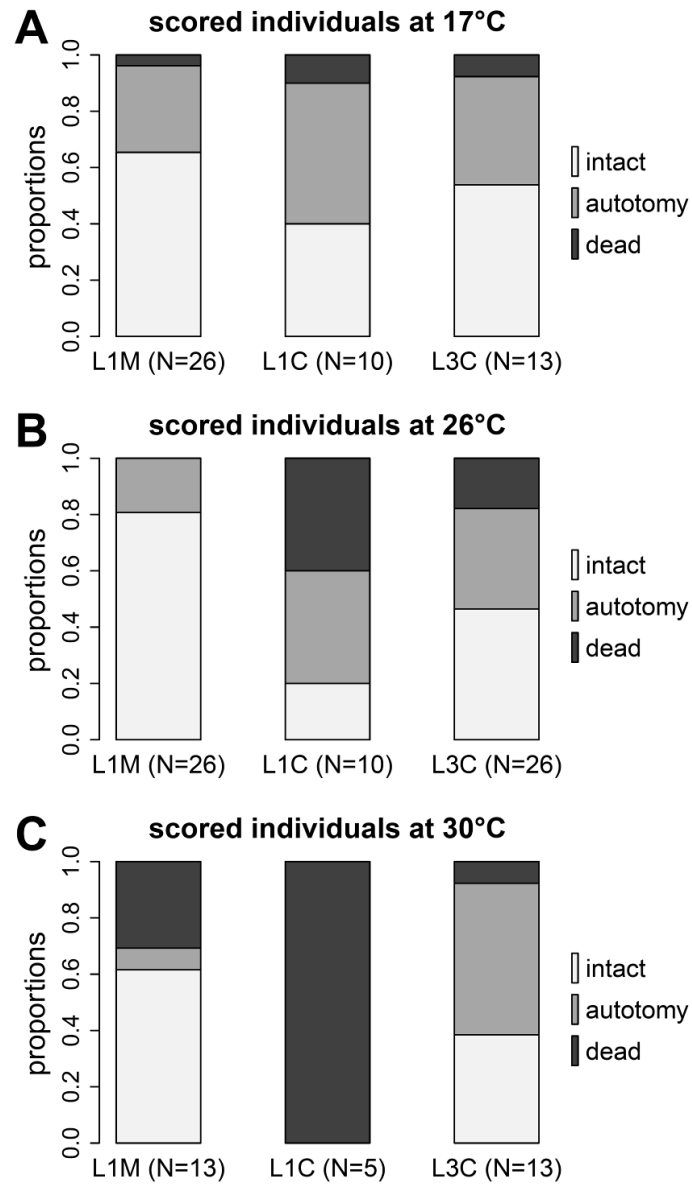 A
scored individuals at 17°C
proportions
0.0 0.2 0.4 0.6 0.8 1.0
intact
autotomy
dead
L1M (N=26) L1C (N=10) L3C (N=13)
B
scored individuals at 26°C
proportions
0.0 0.2 0.4 0.6 0.8 1.0
intact
autotomy
dead
L1M (N=26) L1C (N=10) L3C (N=26)
C
scored individuals at 30°C
proportions
0.0 0.2 0.4 0.6 0.8 1.0
intact
autotomy
dead
L1M (N=13) L1C (N=5) L3C (N=13)